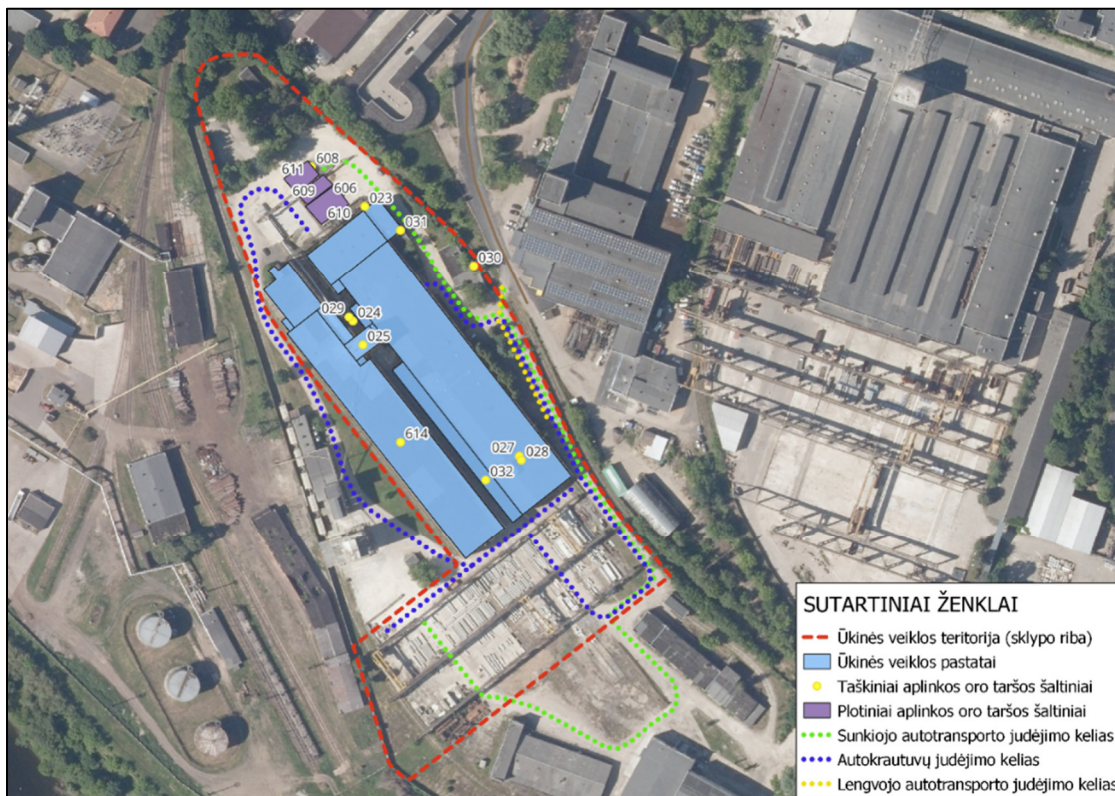 608
611
606
609
023
610
031
030
029
024
025
614
027
028
032
SUTARTINIAI ŽENKLAI
Ūkinės veiklos teritorija (sklypo riba)
Ūkinės veiklos pastatai
Taškiniai aplinkos oro taršos šaltiniai
Plotiniai aplinkos oro taršos šaltiniai
Sunkiojo autotransporto judėjimo kelias
Autokrautuvų judėjimo kelias
Lengvojo autotransporto judėjimo kelias